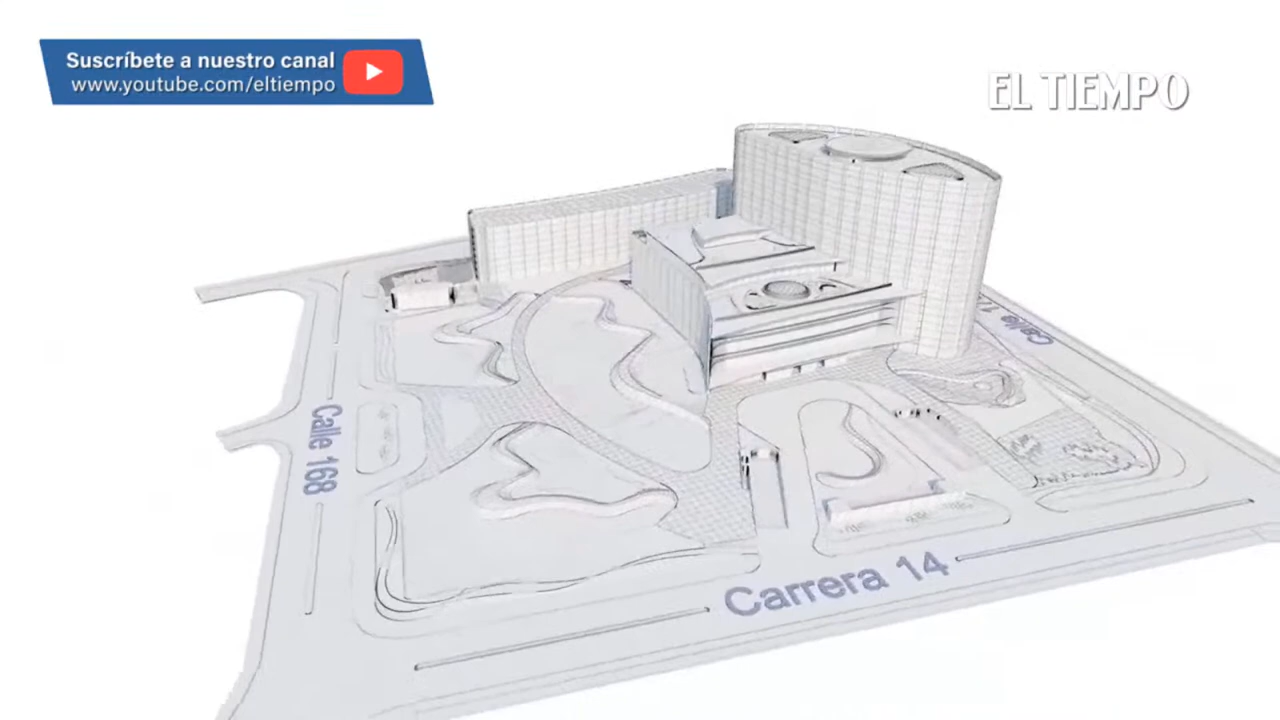 Suscríbete a nuestro canal
www.youtube.com/eltiempo
EL TIEMPO
Calle 168
Carrera 14